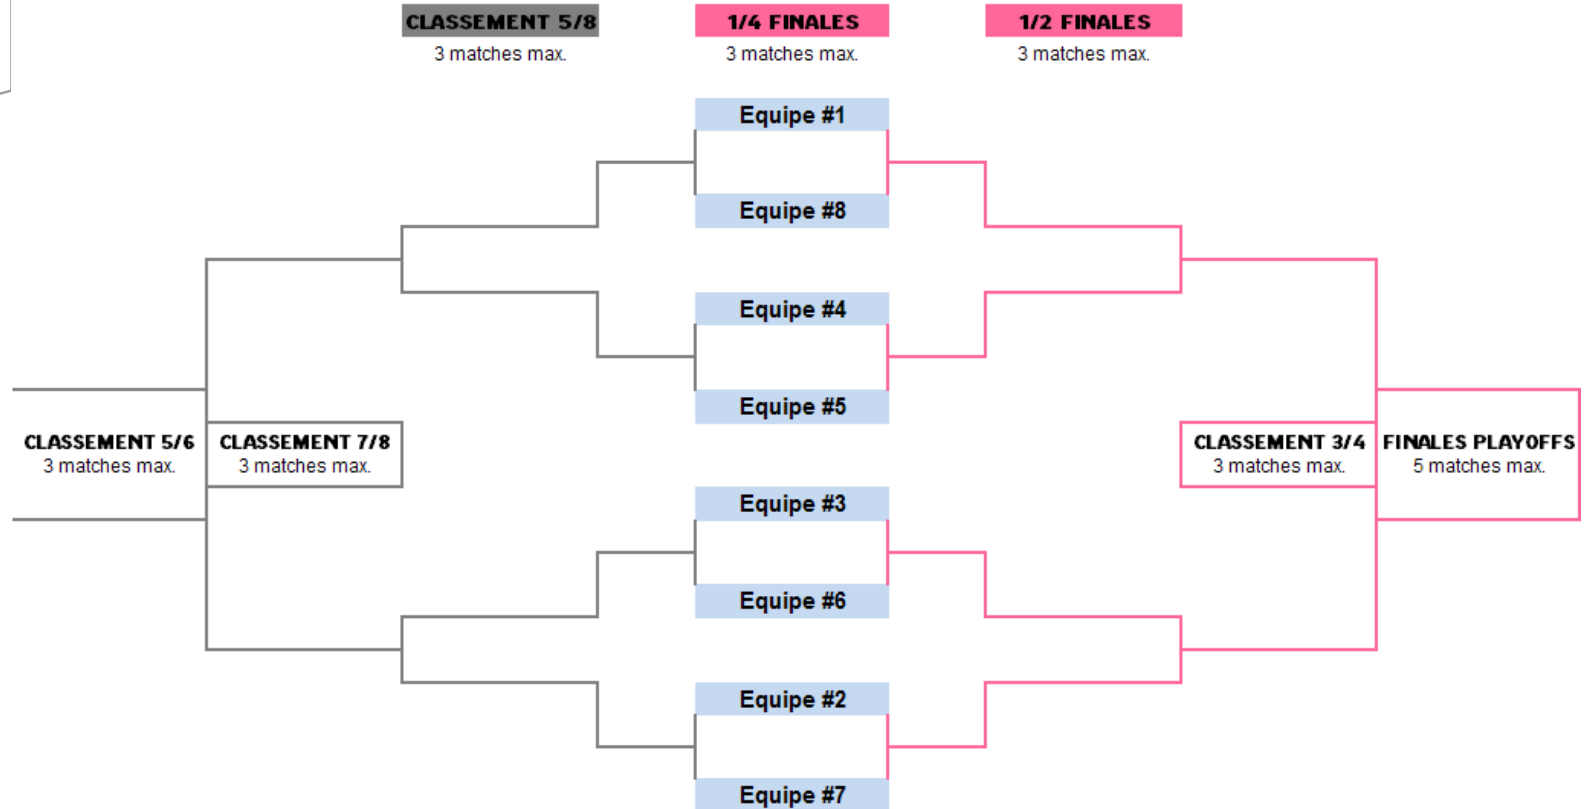 CLASSEMENT 5/8
3 matches max.
1/4 FINALES
3 matches max.
1/2 FINALES
3 matches max.
Equipe #1
Equipe #8
Equipe #4
Equipe #5
CLASSEMENT 5/6
3 matches max.
CLASSEMENT 7/8
3 matches max.
CLASSEMENT 3/4
3 matches max.
FINALES PLAYOFFS
5 matches max.
Equipe #3
Equipe #6
Equipe #2
Equipe #7